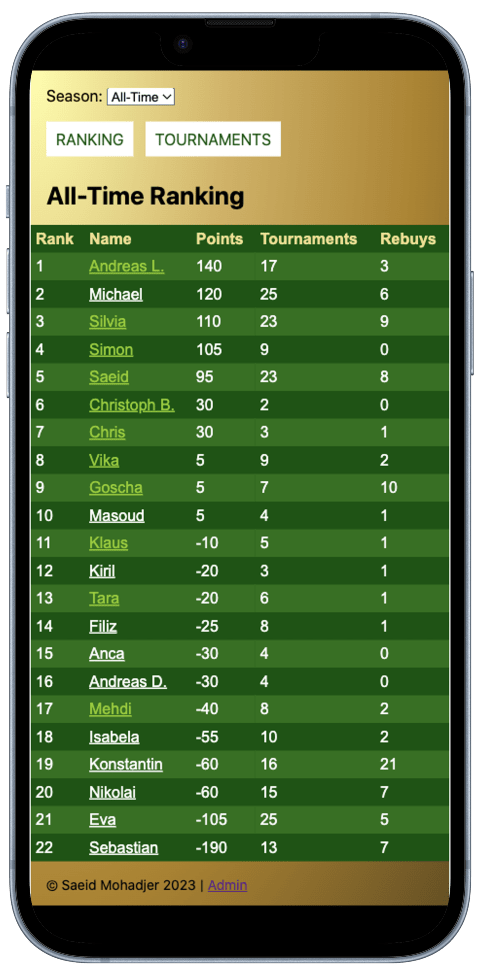 Season: All-Time
RANKING TOURNAMENTS
All-Time Ranking
Rank Name Points Tournaments Rebuys
1 Andreas L. 140 17 3
2 Michael 120 25 6
3 Silvia 110 23 9
4 Simon 105 9 0
5 Saeid 95 23 8
6 Christoph B. 30 2 0
7 Chris 30 3 1
8 Vika 5 9 2
9 Goscha 5 7 10
10 Masoud 5 4 1
11 Klaus -10 5 1
12 Kiril -20 3 1
13 Tara -20 6 1
14 Filiz -25 8 1
15 Anca -30 4 0
16 Andreas D. -30 4 0
17 Mehdi -40 8 2
18 Isabela -55 10 2
19 Konstantin -60 16 21
20 Nikolai -60 15 7
21 Eva -105 25 5
22 Sebastian -190 13 7
© Saeid Mohadjer 2023 | Admin